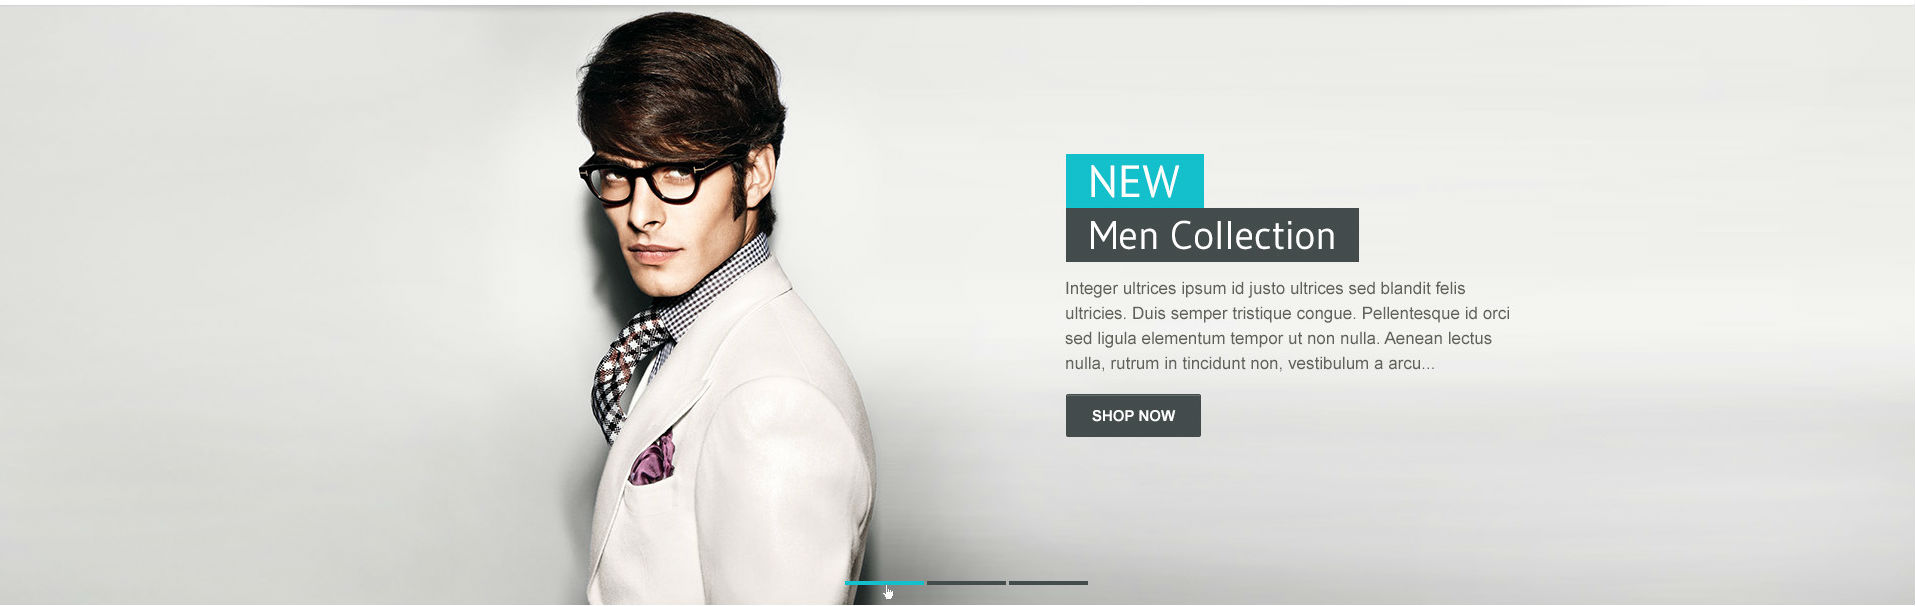 NEW
Men Collection
Integer ultrices ipsum id justo ultrices sed blandit felis
ultricies. Duis semper tristique congue. Pellentesque id orci
sed ligula elementum tempor ut non nulla. Aenean lectus
nulla, rutrum in tincidunt non, vestibulum a arcu...
SHOP NOW